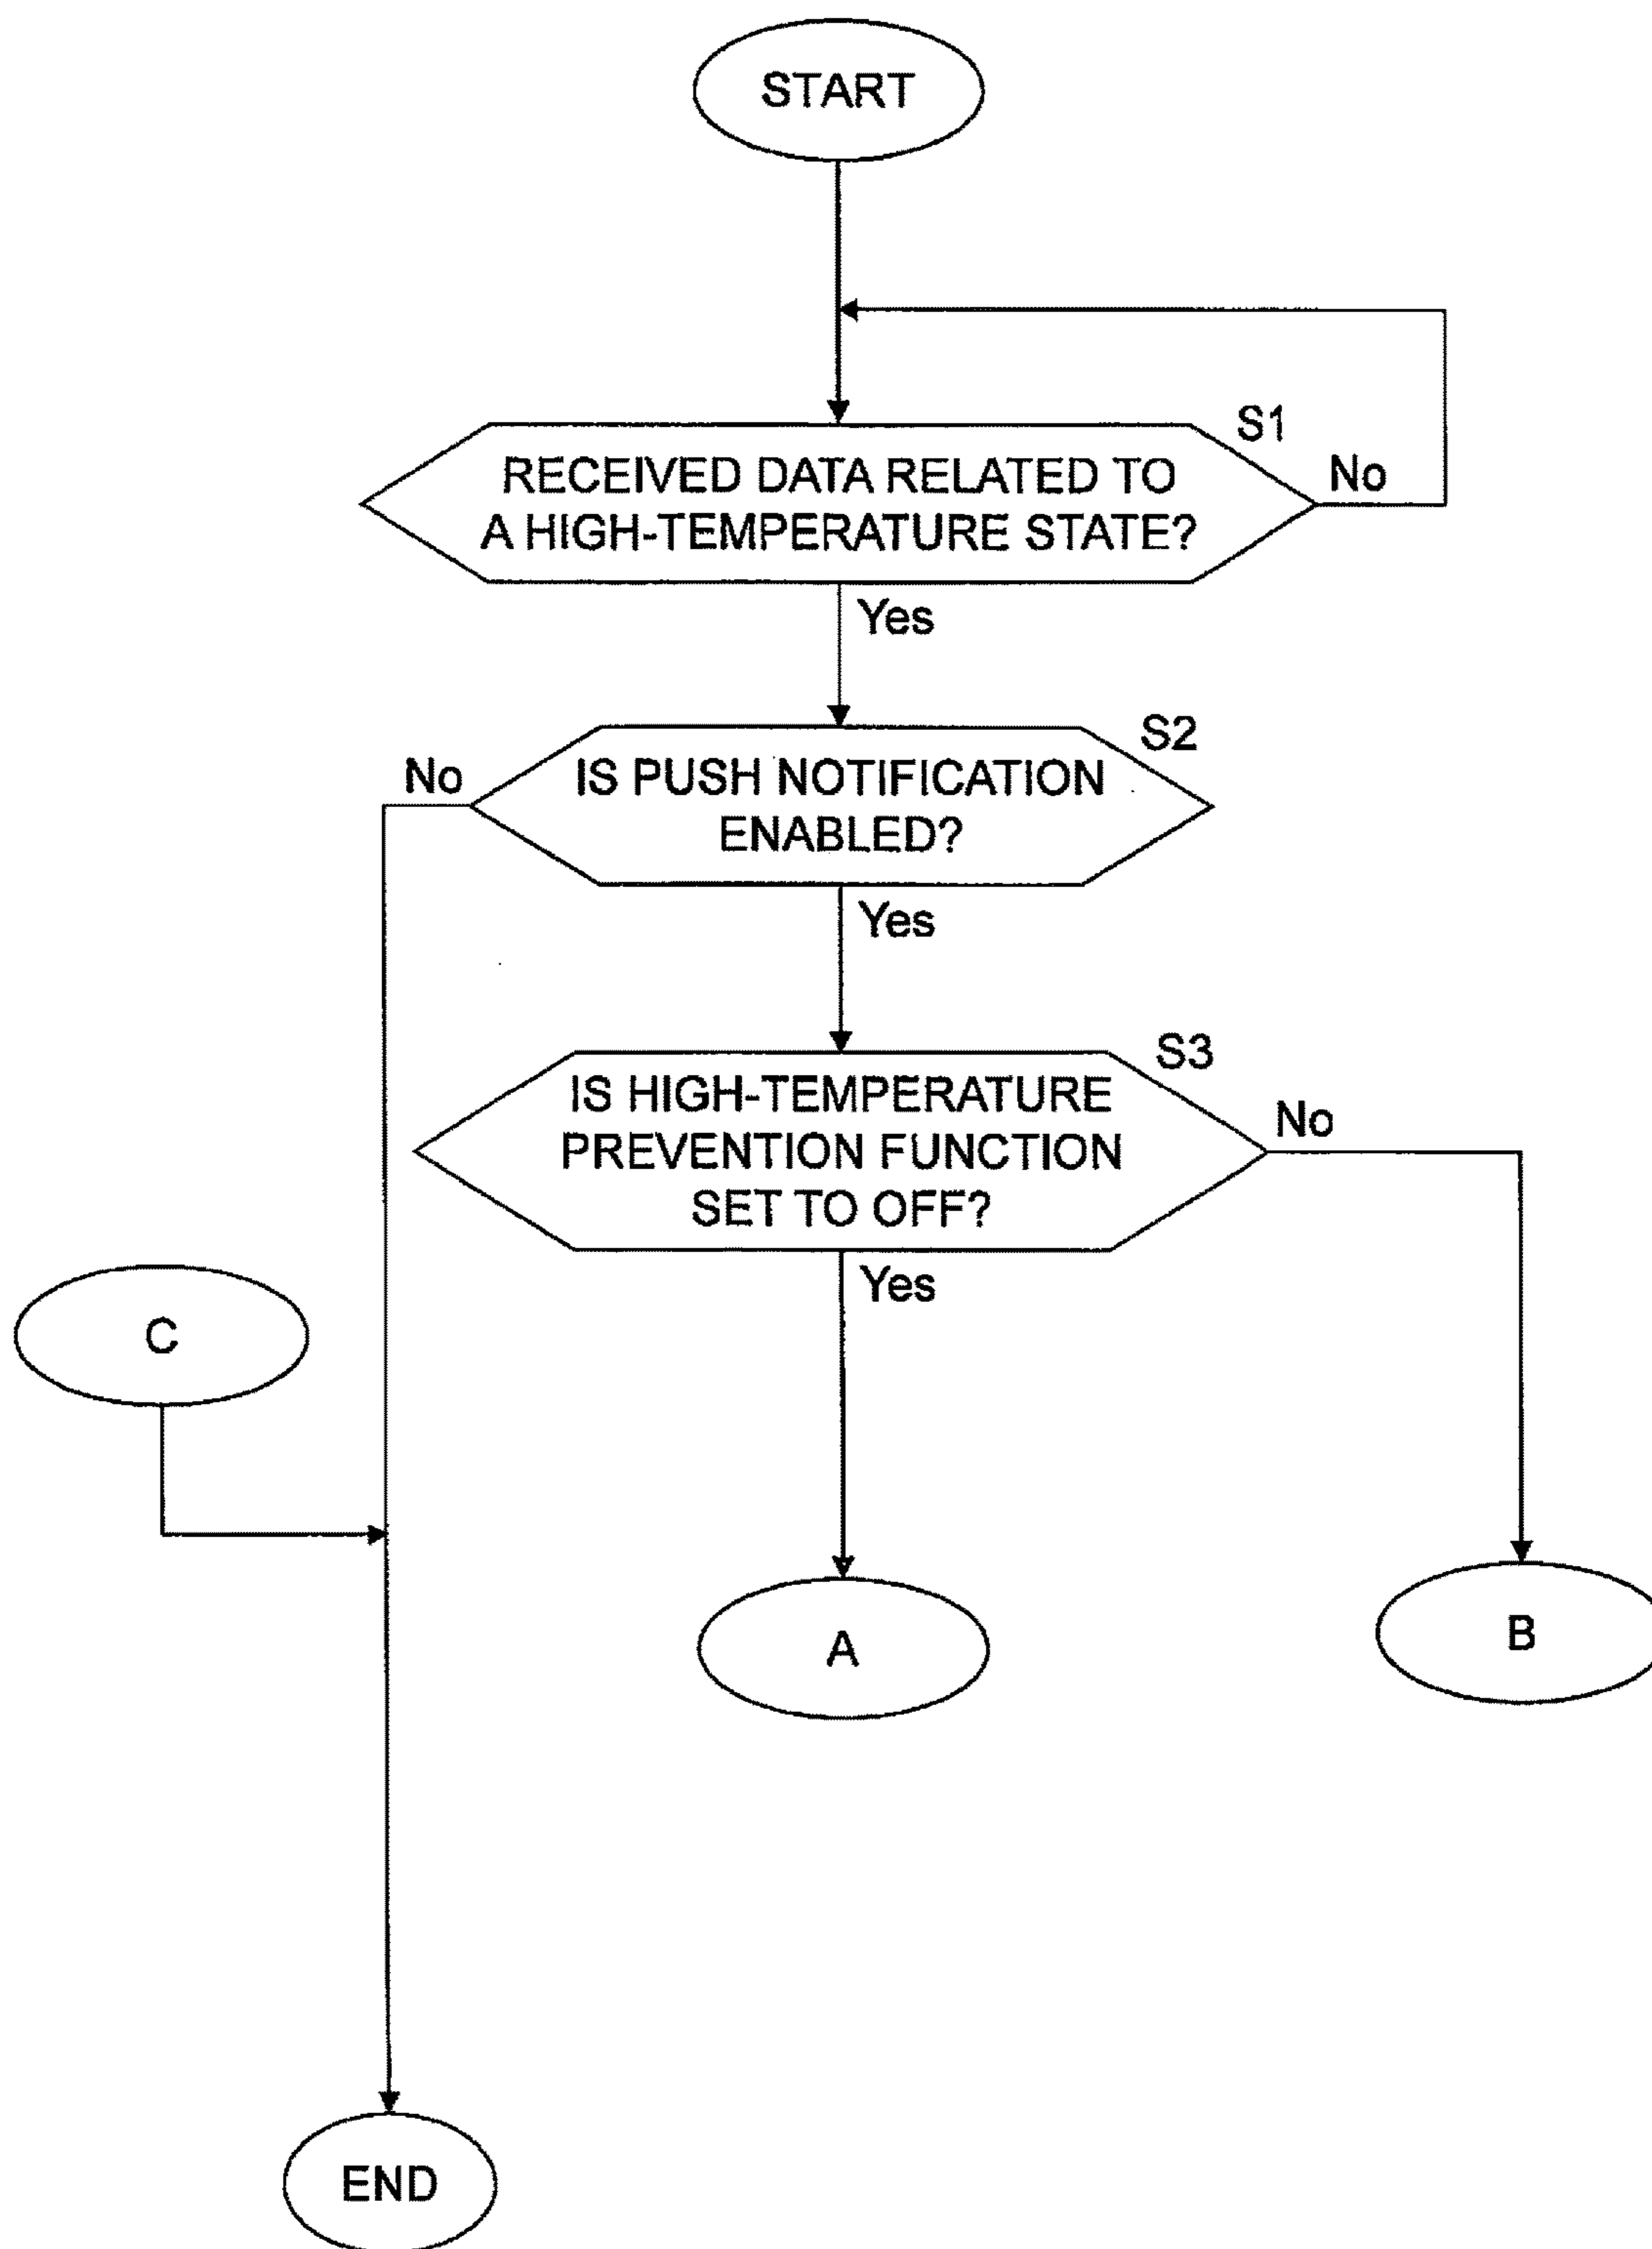 START
S1
RECEIVED DATA RELATED TO
A HIGH-TEMPERATURE STATE?
No
Yes
S2
No
IS PUSH NOTIFICATION
ENABLED?
Yes
S3
IS HIGH-TEMPERATURE
PREVENTION FUNCTION
SET TO OFF?
No
Yes
C
A
B
END